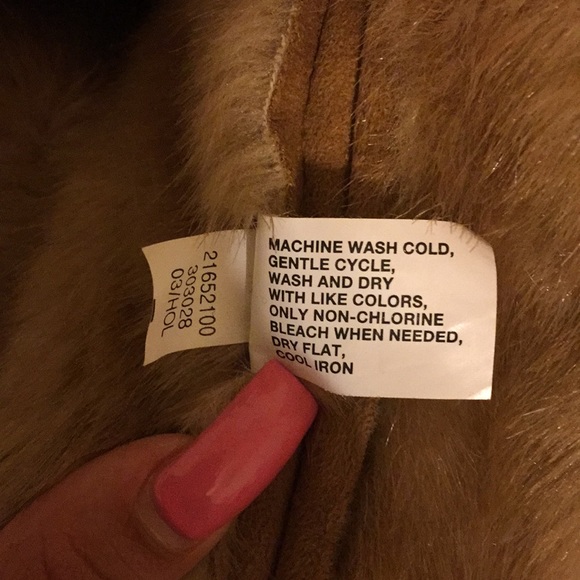 MACHINE WASH COLD,
GENTLE CYCLE,
WASH AND DRY
WITH LIKE COLORS,
ONLY NON-CHLORINE
BLEACH WHEN NEEDED,
DRY FLAT,
COOL IRON
21652100
303028
03/HOL